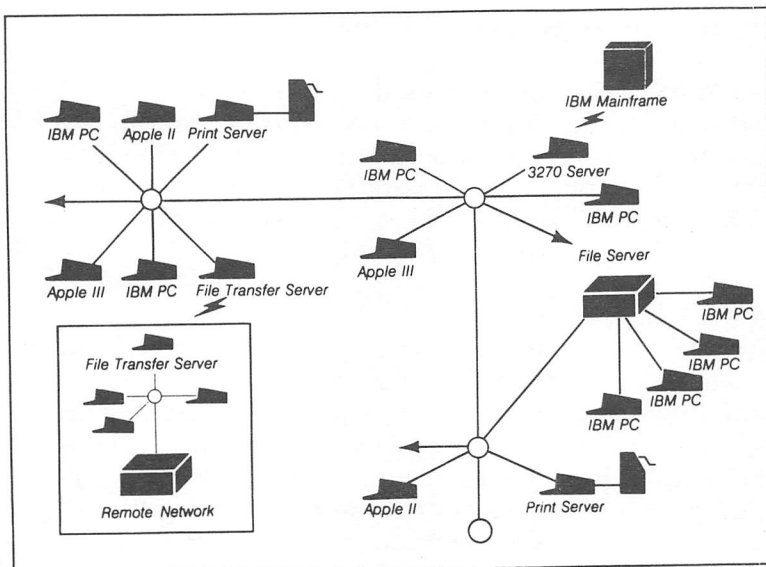 IBM Mainframe
IBM PC
Apple II
Print Server
IBM PC
3270 Server
IBM PC
Apple III
File Server
Apple III
IBM PC
File Transfer Server
IBM PC
IBM PC
IBM PC
IBM PC
File Transfer Server
Remote Network
Apple II
Print Server